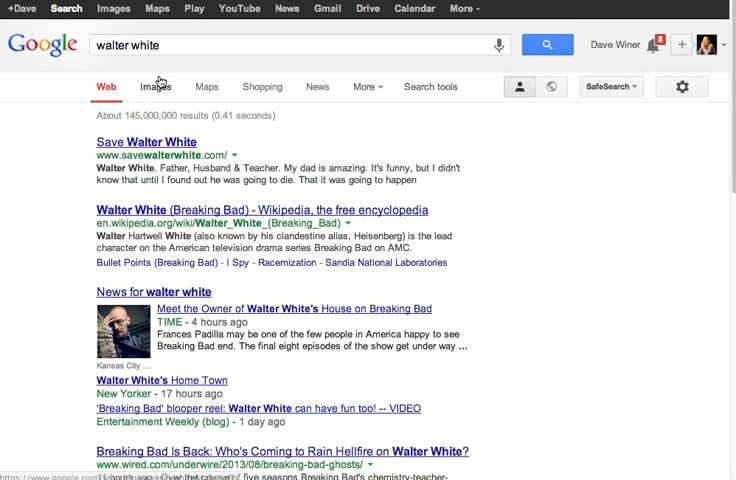 +Dave Search Images Maps Play YouTube News Gmail Drive Calendar More
Google walter white Dave Winer 8 +
Web Images Maps Shopping News More Search tools SafeSearch
About 145,000,000 results (0.41 seconds)
Save Walter White
www.savewalterwhite.com/
Walter White. Father, Husband & Teacher. My dad is amazing. It's funny, but I didn't
know that until I found out he was going to die. That it was going to happen
Walter White (Breaking Bad) - Wikipedia, the free encyclopedia
en.wikipedia.org/wiki/Walter_White_(Breaking_Bad)
Walter Hartwell White (also known by his clandestine alias, Heisenberg) is the lead
character on the American television drama series Breaking Bad on AMC.
Bullet Points (Breaking Bad) - I Spy - Racemization - Sandia National Laboratories
News for walter white
Meet the Owner of Walter White's House on Breaking Bad
TIME - 4 hours ago
Frances Padilla may be one of the few people in America happy to see
Breaking Bad end. The final eight episodes of the show get under way ...
Kansas City ...
Walter White's Home Town
New Yorker - 17 hours ago
'Breaking Bad' blooper reel: Walter White can have fun too! -- VIDEO
Entertainment Weekly (blog) - 1 day ago
Breaking Bad Is Back: Who's Coming to Rain Hellfire on Walter White?
www.wired.com/underwire/2013/08/breaking-bad-ghosts/
five seasons Breaking Bad's chemistry-teacher-